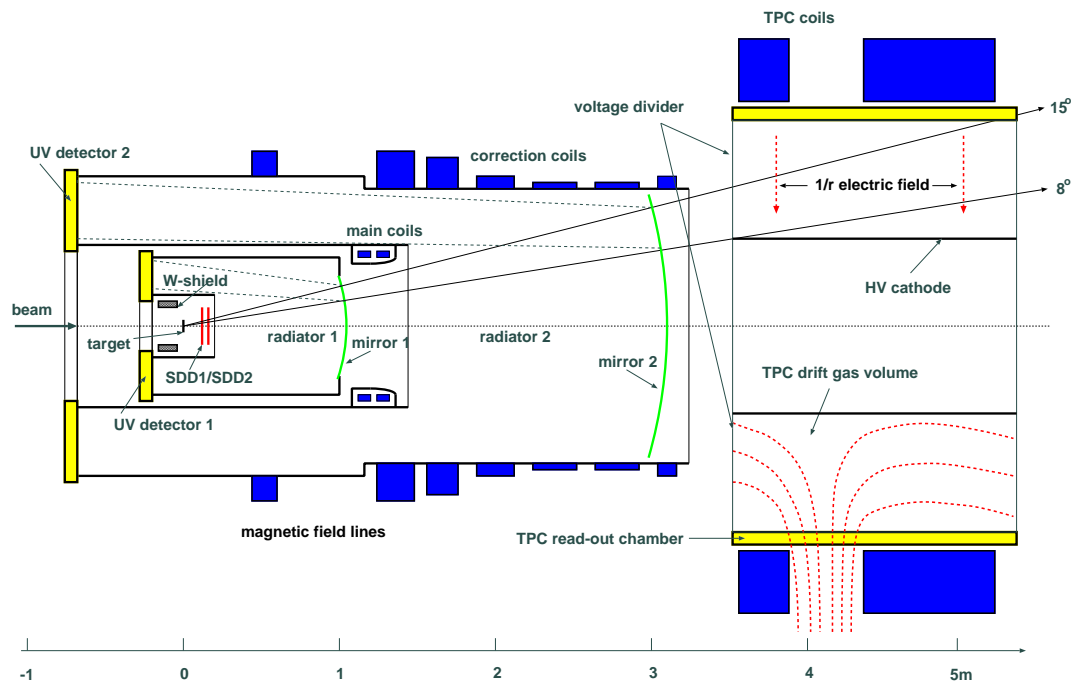 TPC coils
voltage divider
15°
UV detector 2
correction coils
1/r electric field
8°
main coils
W-shield
HV cathode
beam
radiator 1
radiator 2
target
mirror 1
mirror 2
SDD1/SDD2
TPC drift gas volume
UV detector 1
magnetic field lines
TPC read-out chamber
-1
0
1
2
3
4
5m